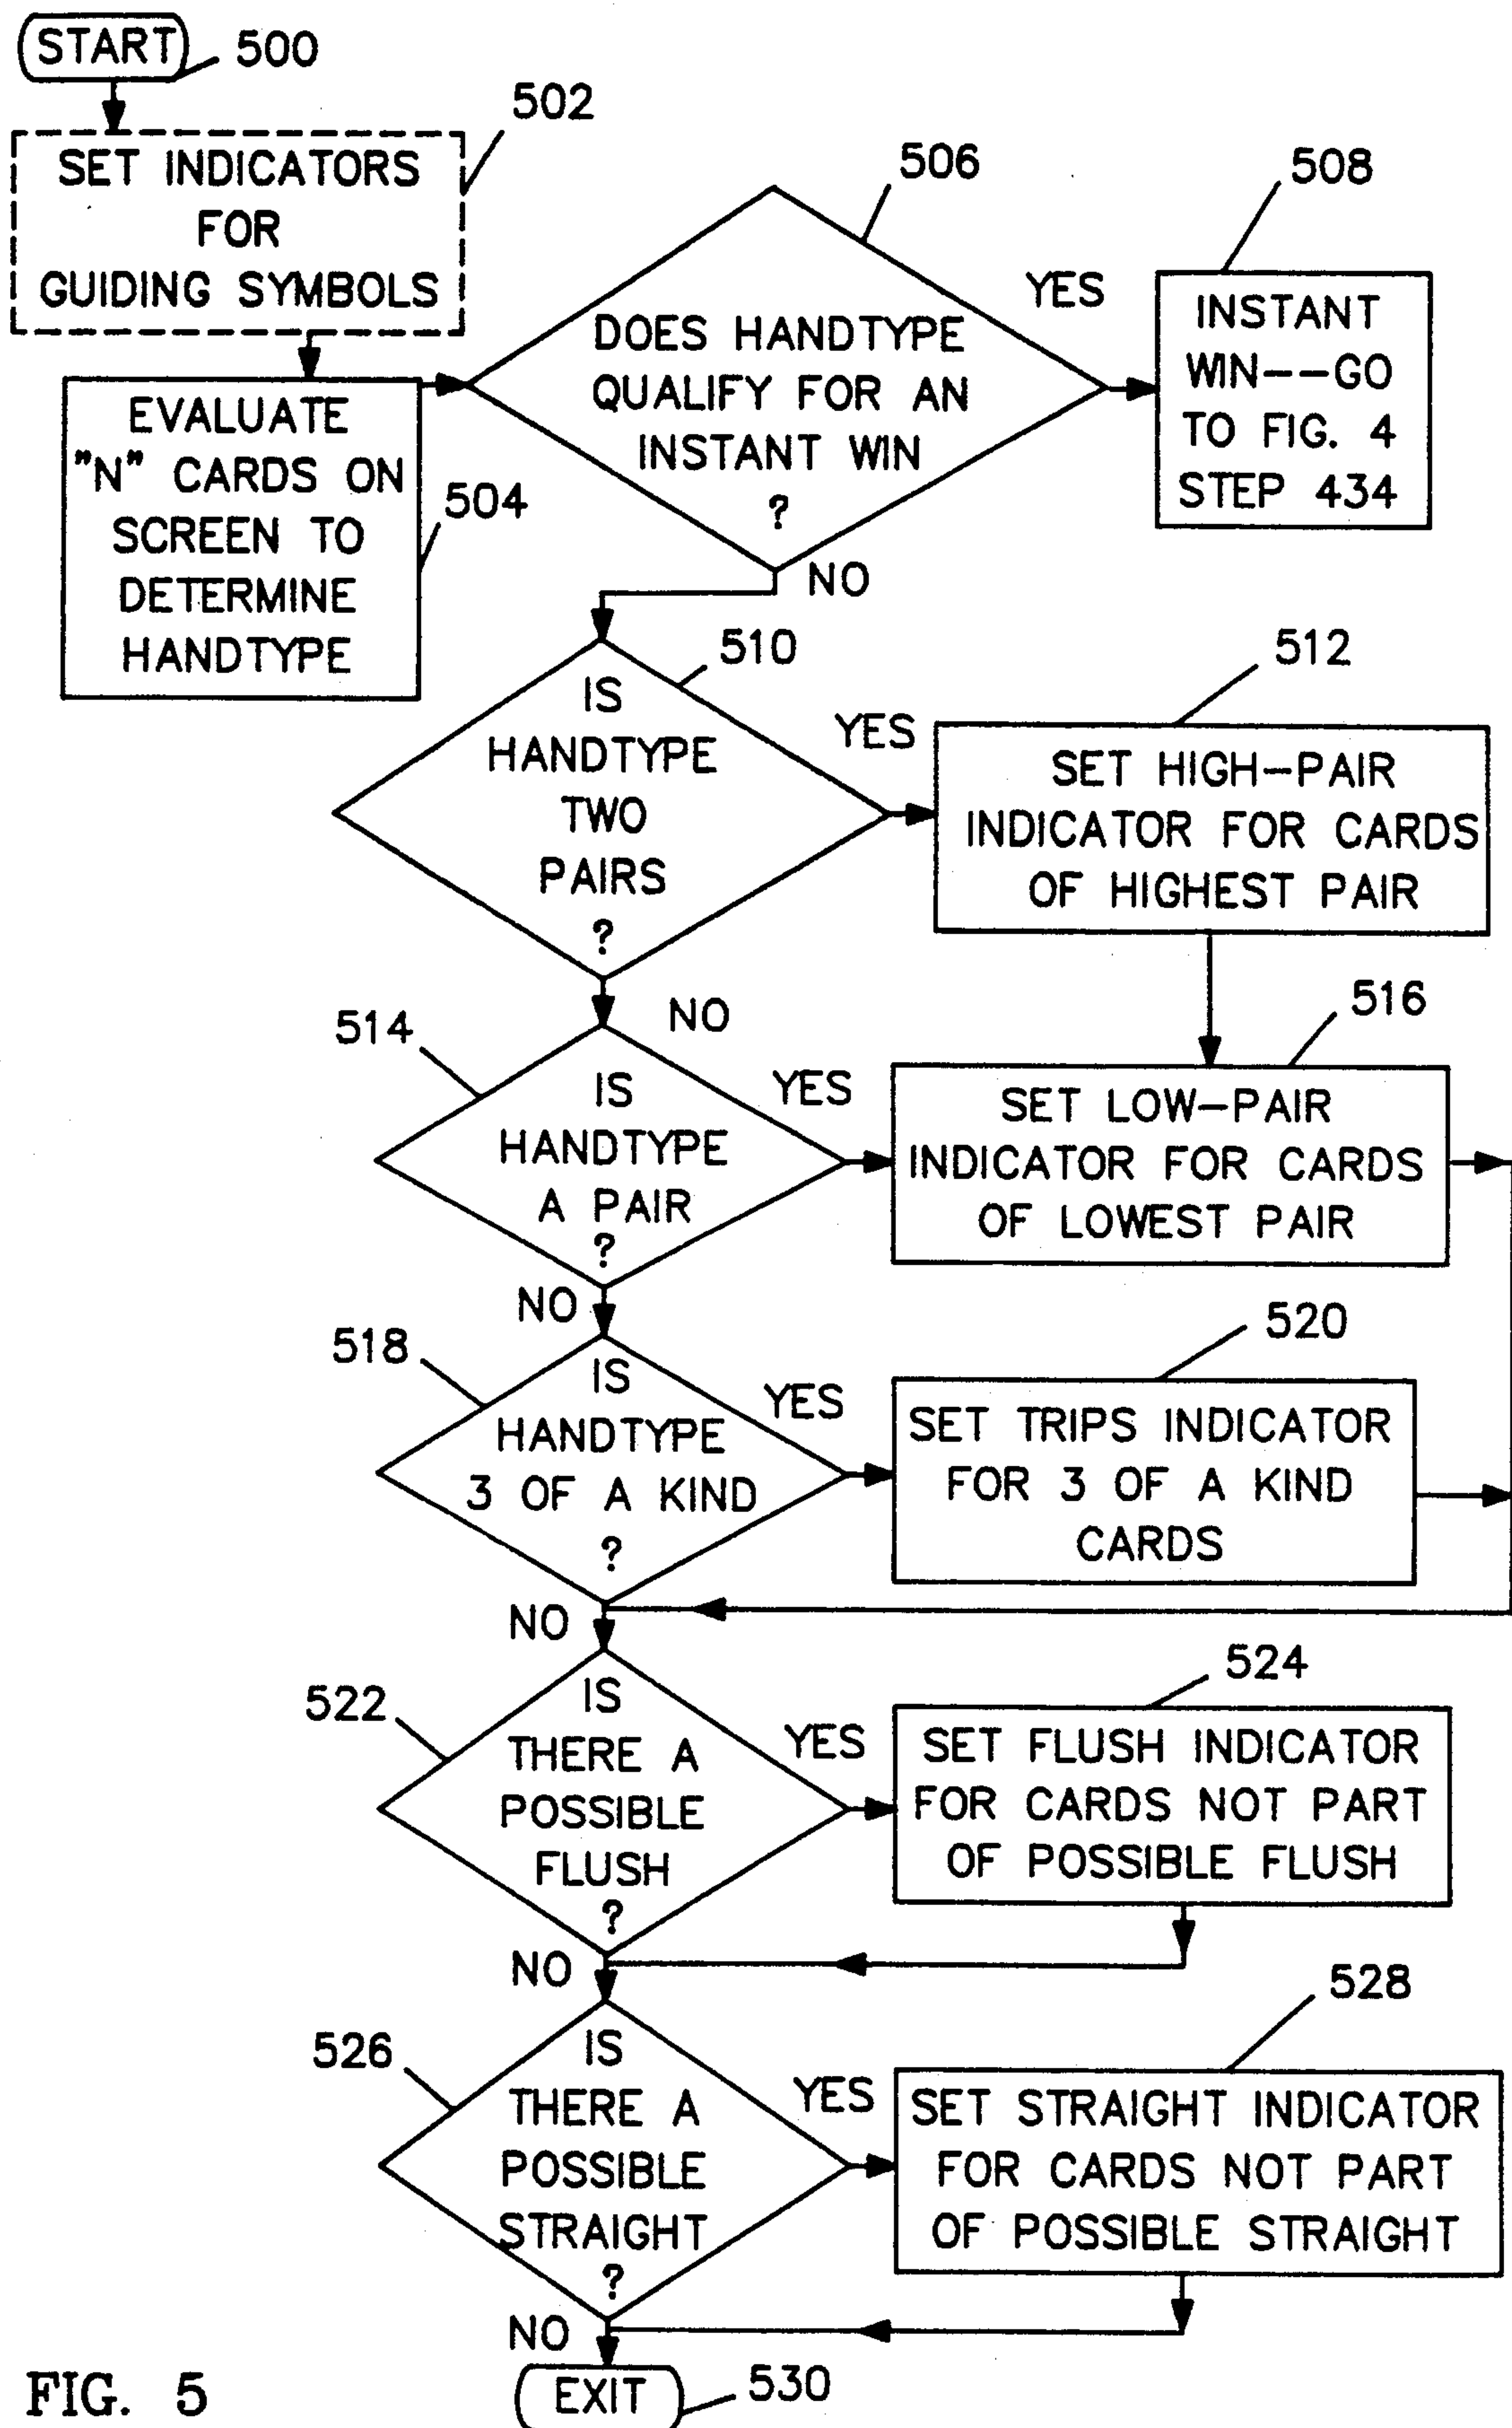 START
500
502
SET INDICATORS
FOR
GUIDING SYMBOLS
EVALUATE
"N" CARDS ON
SCREEN TO
DETERMINE
HANDTYPE
504
506
DOES HANDTYPE
QUALIFY FOR AN
INSTANT WIN
?
YES
NO
508
INSTANT
WIN--GO
TO FIG. 4
STEP 434
510
IS
HANDTYPE
TWO
PAIRS
?
YES
NO
512
SET HIGH-PAIR
INDICATOR FOR CARDS
OF HIGHEST PAIR
514
IS
HANDTYPE
A PAIR
?
YES
NO
516
SET LOW-PAIR
INDICATOR FOR CARDS
OF LOWEST PAIR
518
IS
HANDTYPE
3 OF A KIND
?
YES
NO
520
SET TRIPS INDICATOR
FOR 3 OF A KIND
CARDS
522
IS
THERE A
POSSIBLE
FLUSH
?
YES
NO
524
SET FLUSH INDICATOR
FOR CARDS NOT PART
OF POSSIBLE FLUSH
526
IS
THERE A
POSSIBLE
STRAIGHT
?
YES
NO
528
SET STRAIGHT INDICATOR
FOR CARDS NOT PART
OF POSSIBLE STRAIGHT
EXIT
530
FIG. 5